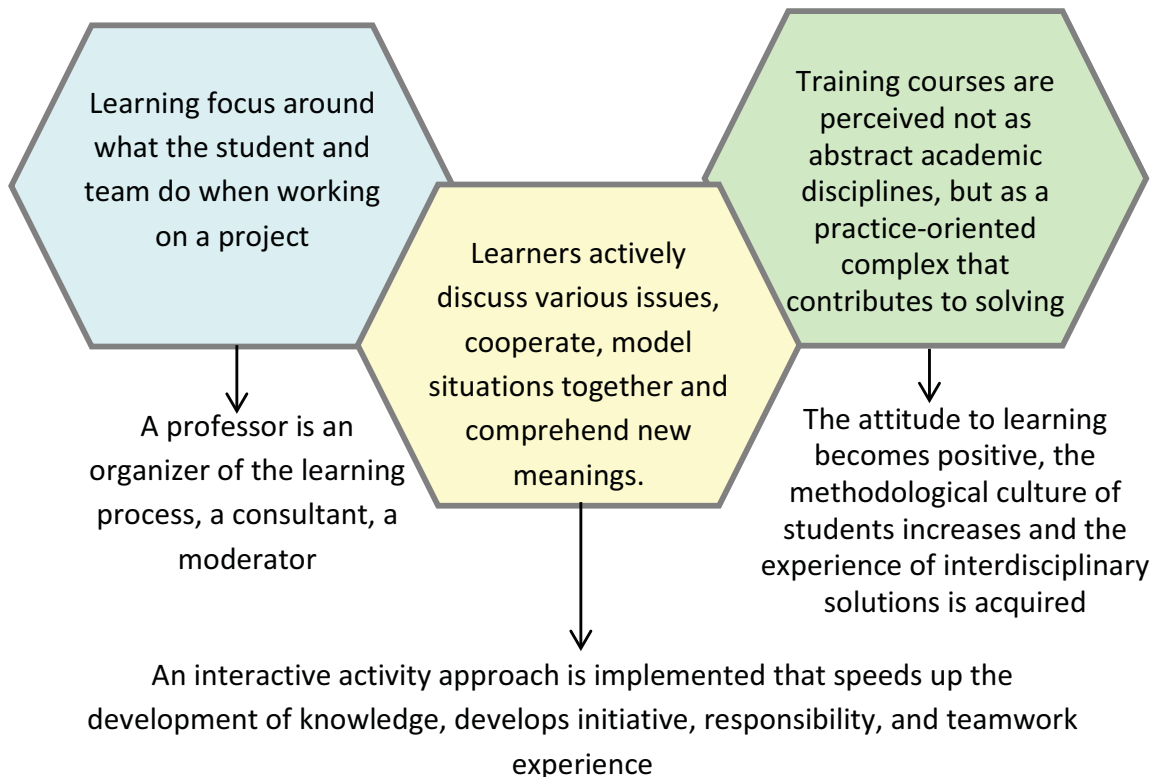 Learning focus around
what the student and
team do when working
on a project
Learners actively
discuss various issues,
cooperate, model
situations together and
comprehend new
meanings.
Training courses are
perceived not as
abstract academic
disciplines, but as a
practice-oriented
complex that
contributes to solving
A professor is an
organizer of the learning
process, a consultant, a
moderator
The attitude to learning
becomes positive, the
methodological culture of
students increases and the
experience of interdisciplinary
solutions is acquired
An interactive activity approach is implemented that speeds up the
development of knowledge, develops initiative, responsibility, and teamwork
experience